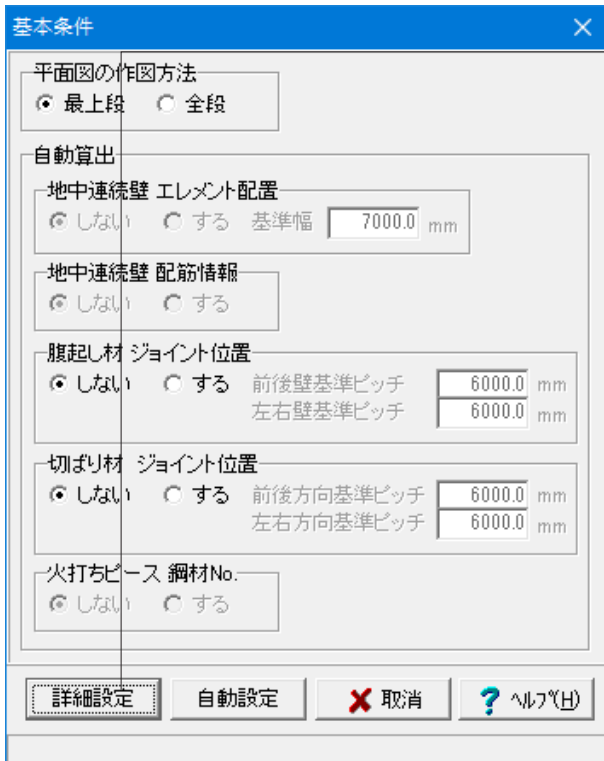 基本条件
平面図の作図方法
最上段 全段
自動算出
地中連続壁 エレメント配置
しない する 基準幅 7000.0 mm
地中連続壁 配筋情報
しない する
腹起し材 ジョイント位置
しない する 前後壁基準ピッチ 6000.0 mm
左右壁基準ピッチ 6000.0 mm
切ばり材 ジョイント位置
しない する 前後方向基準ピッチ 6000.0 mm
左右方向基準ピッチ 6000.0 mm
火打ちピース 鋼材No.
しない する
詳細設定 自動設定 取消 ? ヘルプ(H)